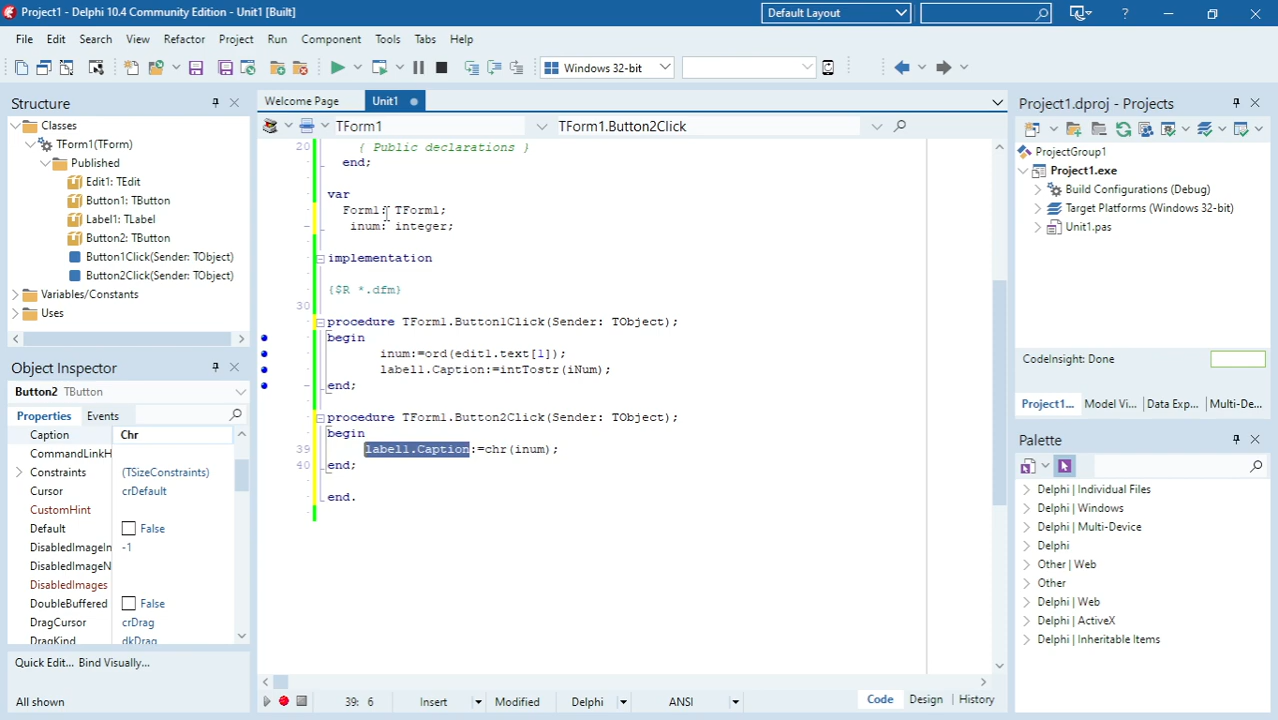 Project1 - Delphi 10.4 Community Edition - Unit1 [Built]
Default Layout
?
File Edit Search View Refactor Project Run Component Tools Tabs Help
Windows 32-bit
Structure
Classes
TForm1(TForm)
Published
Edit1: TEdit
Button1: TButton
Label1: TLabel
Button2: TButton
Button1Click(Sender: TObject)
Button2Click(Sender: TObject)
Variables/Constants
Uses
Object Inspector
Button2 TButton
Properties Events
Caption Chr
CommandLinkH
Constraints (TSizeConstraints)
Cursor crDefault
CustomHint
Default False
DisabledImageIn -1
DisabledImageN
DisabledImages
DoubleBuffered False
DragCursor crDrag
DragKind dkDrag
Quick Edit... Bind Visually...
All shown
Welcome Page Unit1
TForm1 TForm1.Button2Click
20 { Public declarations }
end;
var
Form1: TForm1;
inum: integer;
implementation
{$R *.dfm}
30
procedure TForm1.Button1Click(Sender: TObject);
begin
inum:=ord(edit1.text[1]);
label1.Caption:=intTostr(iNum);
end;
procedure TForm1.Button2Click(Sender: TObject);
begin
39 label1.Caption:=chr(inum);
40 end;
end.
39: 6 Insert Modified Delphi ANSI Code Design History
Project1.dproj - Projects
ProjectGroup1
Project1.exe
Build Configurations (Debug)
Target Platforms (Windows 32-bit)
Unit1.pas
CodeInsight: Done
Project1... Model Vi... Data Exp... Multi-De...
Palette
Delphi | Individual Files
Delphi | Windows
Delphi | Multi-Device
Delphi
Other | Web
Other
Delphi | Web
Delphi | ActiveX
Delphi | Inheritable Items